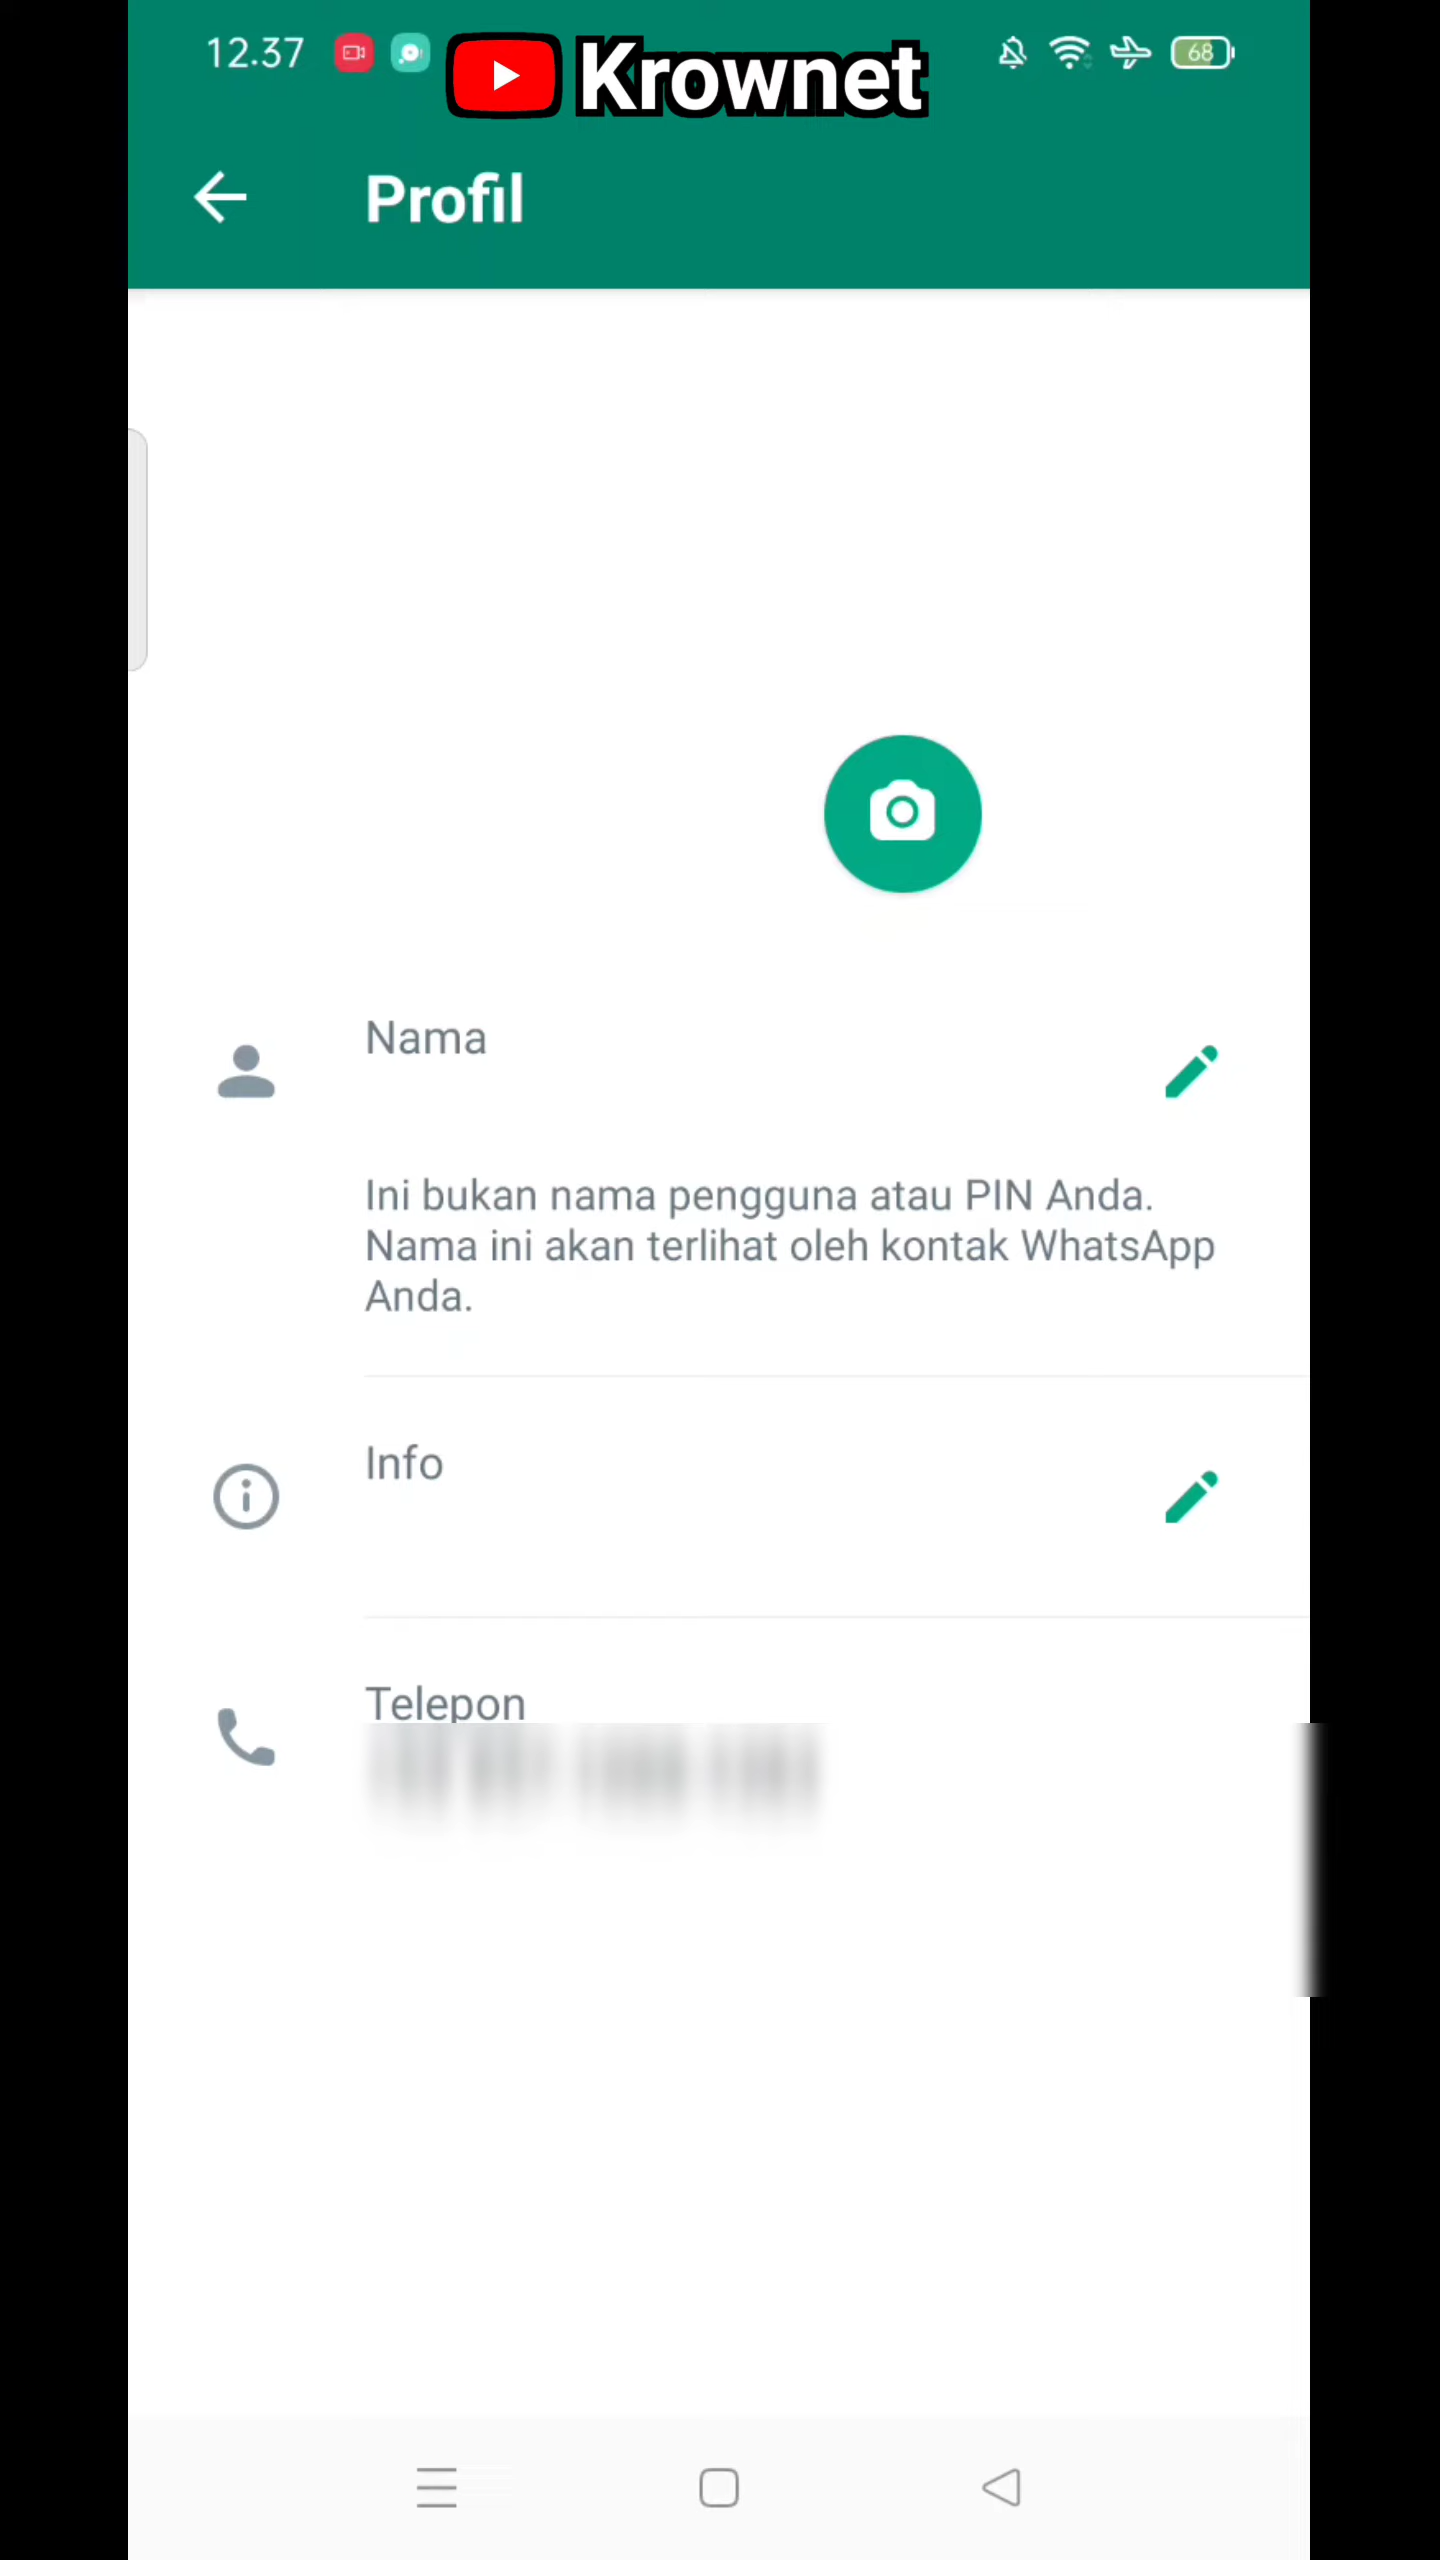 12.37
Krownet
68
Profil
Nama
Ini bukan nama pengguna atau PIN Anda.
Nama ini akan terlihat oleh kontak WhatsApp
Anda.
Info
Telepon